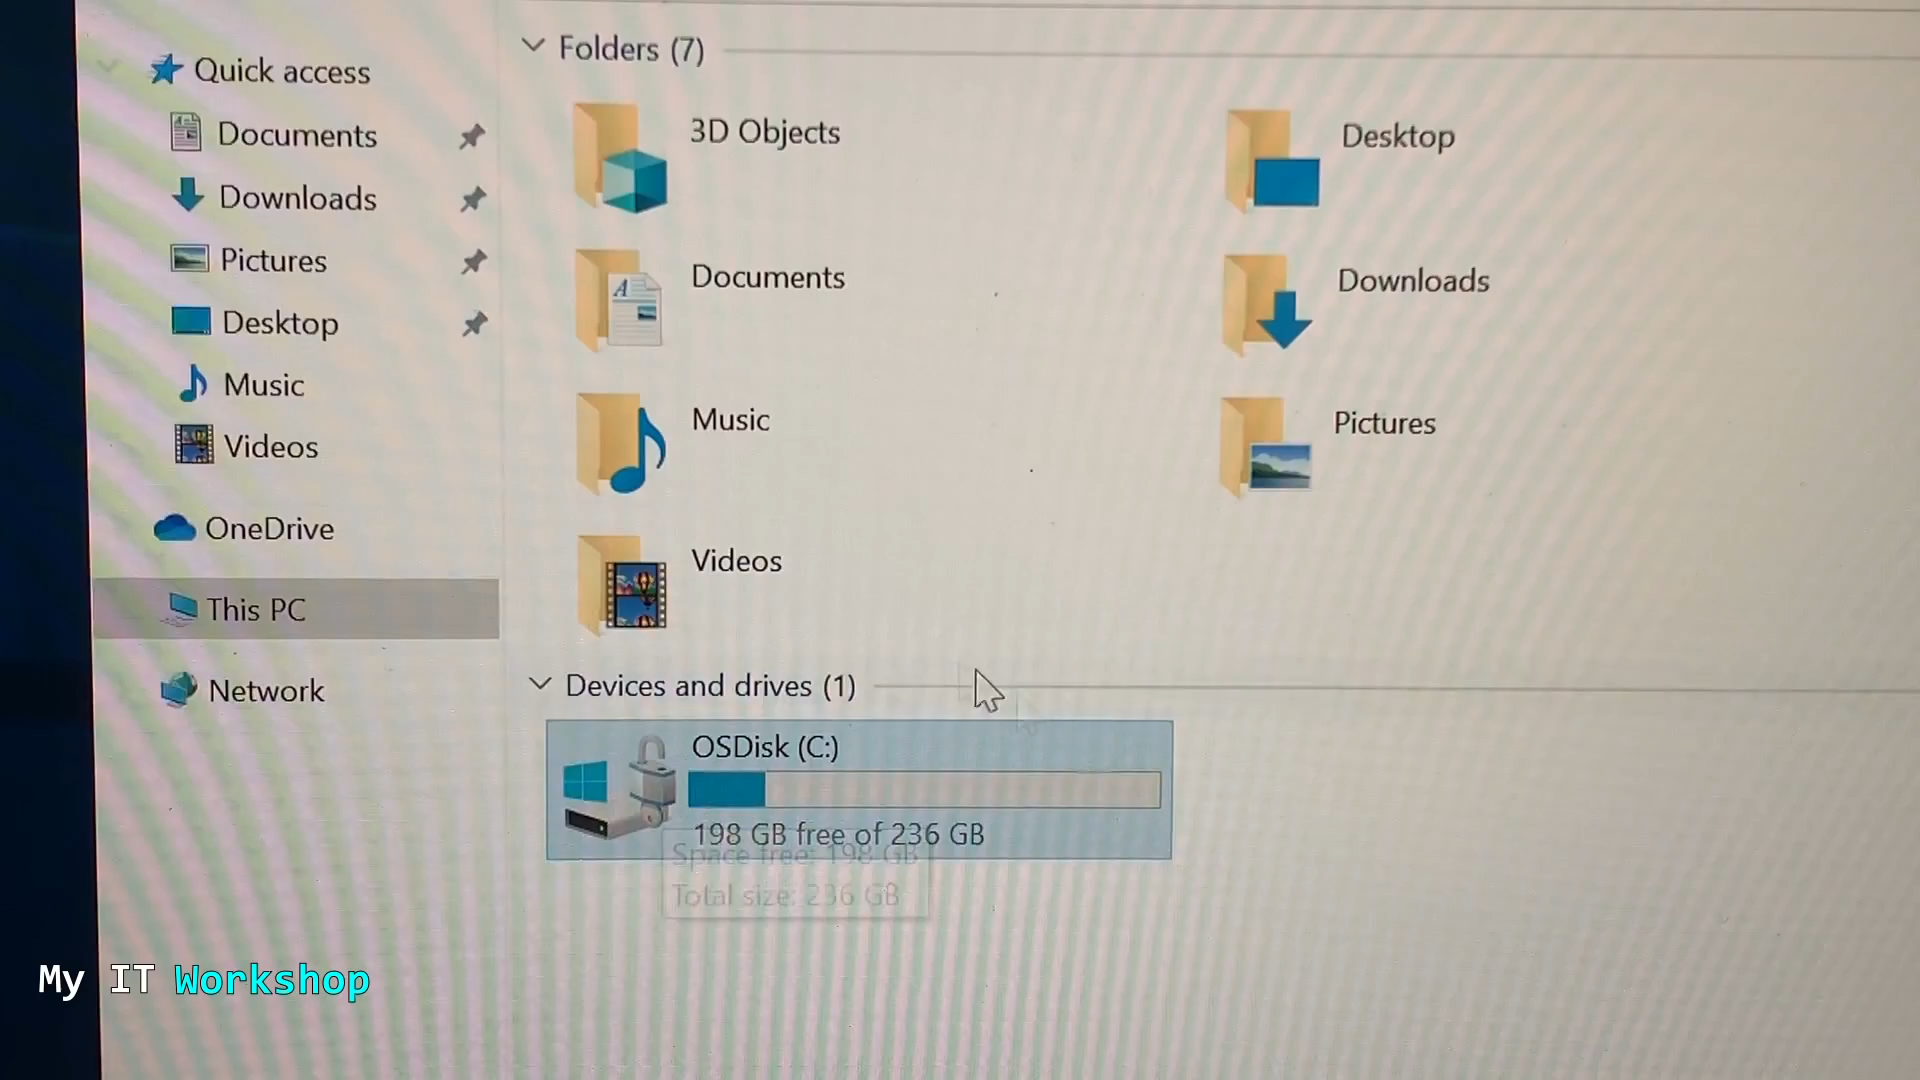 Quick access
Documents
Downloads
Pictures
Desktop
Music
Videos
OneDrive
This PC
Network
Folders (7)
3D Objects
Desktop
Documents
Downloads
Music
Pictures
Videos
Devices and drives (1)
OSDisk (C:)
198 GB free of 236 GB
Space free: 198 GB
Total size: 236 GB
My IT Workshop